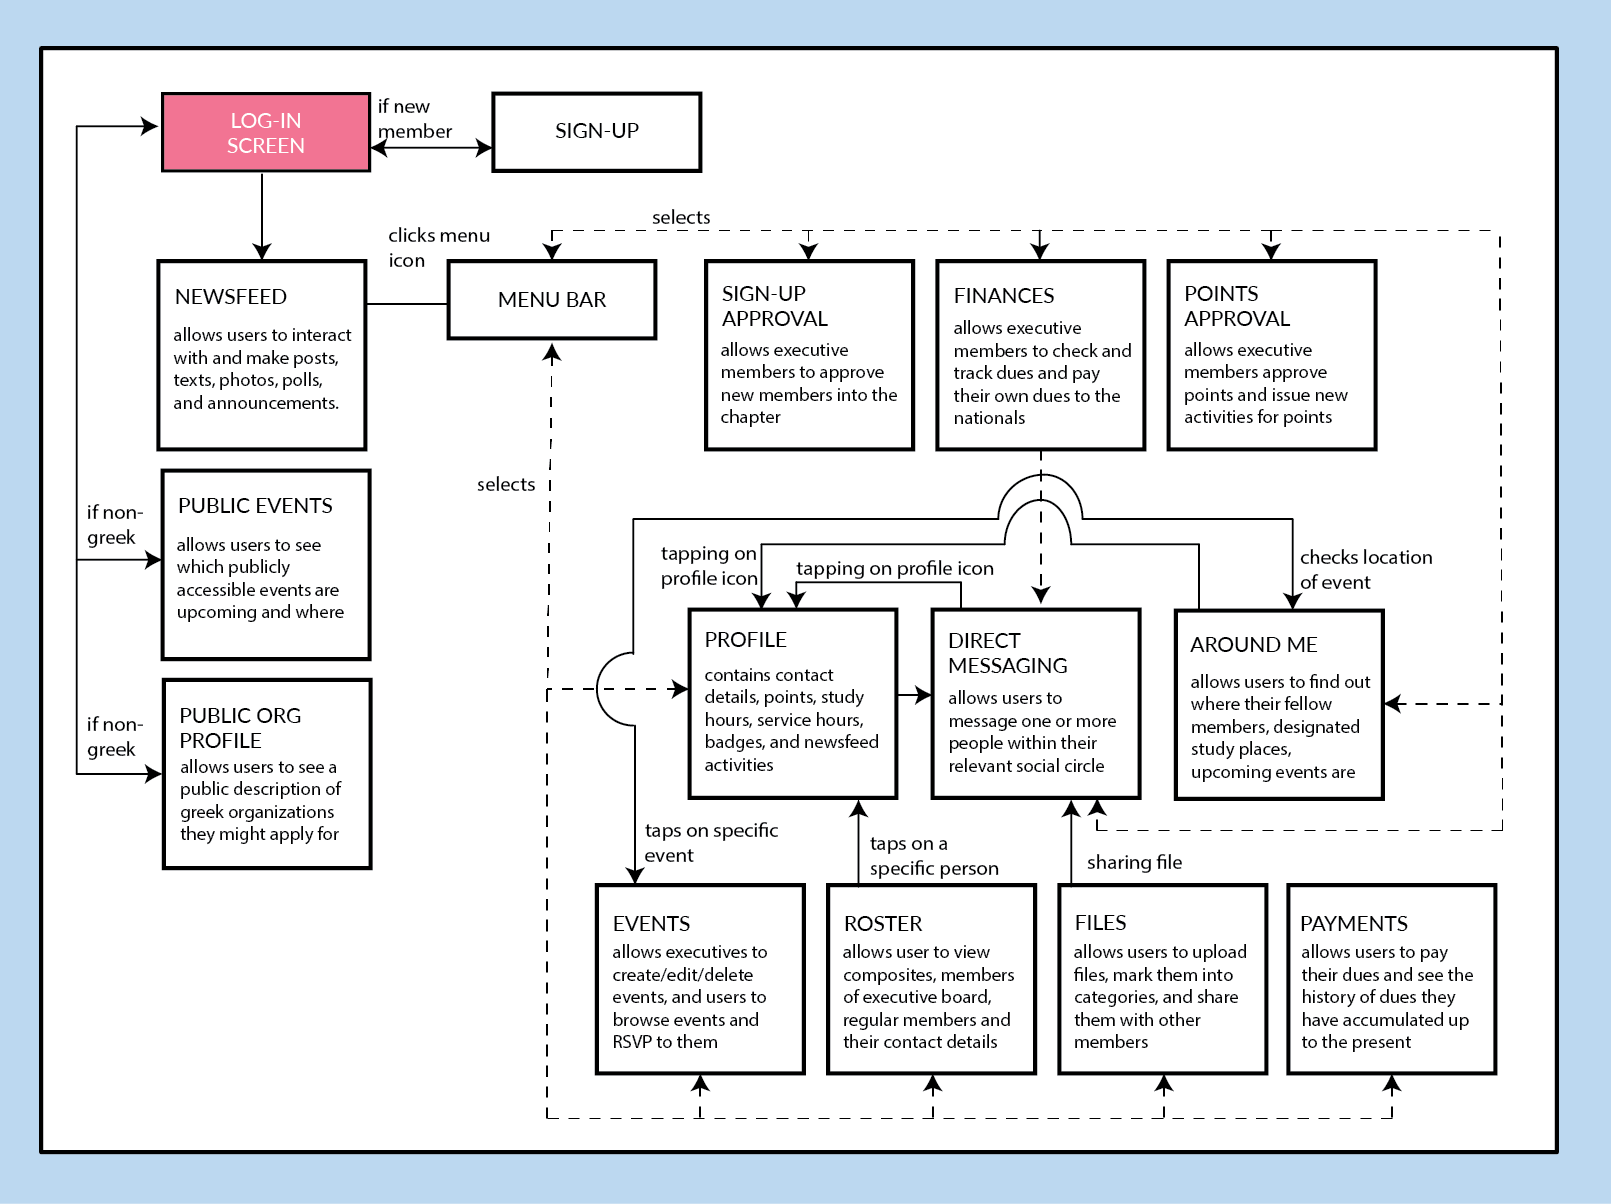 LOG-IN
SCREEN
if new
member
SIGN-UP
selects
clicks menu
icon
NEWSFEED
allows users to interact
with and make posts,
texts, photos, polls,
and announcements.
MENU BAR
SIGN-UP
APPROVAL
allows executive
members to approve
new members into the
chapter
FINANCES
allows executive
members to check and
track dues and pay
their own dues to the
nationals
POINTS
APPROVAL
allows executive
members approve
points and issue new
activities for points
selects
if non-
greek
PUBLIC EVENTS
allows users to see
which publicly
accessible events are
upcoming and where
tapping on
profile icon
tapping on profile icon
checks location
of event
PROFILE
contains contact
details, points, study
hours, service hours,
badges, and newsfeed
activities
DIRECT
MESSAGING
allows users to
message one or more
people within their
relevant social circle
AROUND ME
allows users to find out
where their fellow
members, designated
study places,
upcoming events are
if non-
greek
PUBLIC ORG
PROFILE
allows users to see a
public description of
greek organizations
they might apply for
taps on specific
event
taps on a
specific person
sharing file
EVENTS
allows executives to
create/edit/delete
events, and users to
browse events and
RSVP to them
ROSTER
allows user to view
composites, members
of executive board,
regular members and
their contact details
FILES
allows users to upload
files, mark them into
categories, and share
them with other
members
PAYMENTS
allows users to pay
their dues and see the
history of dues they
have accumulated up
to the present